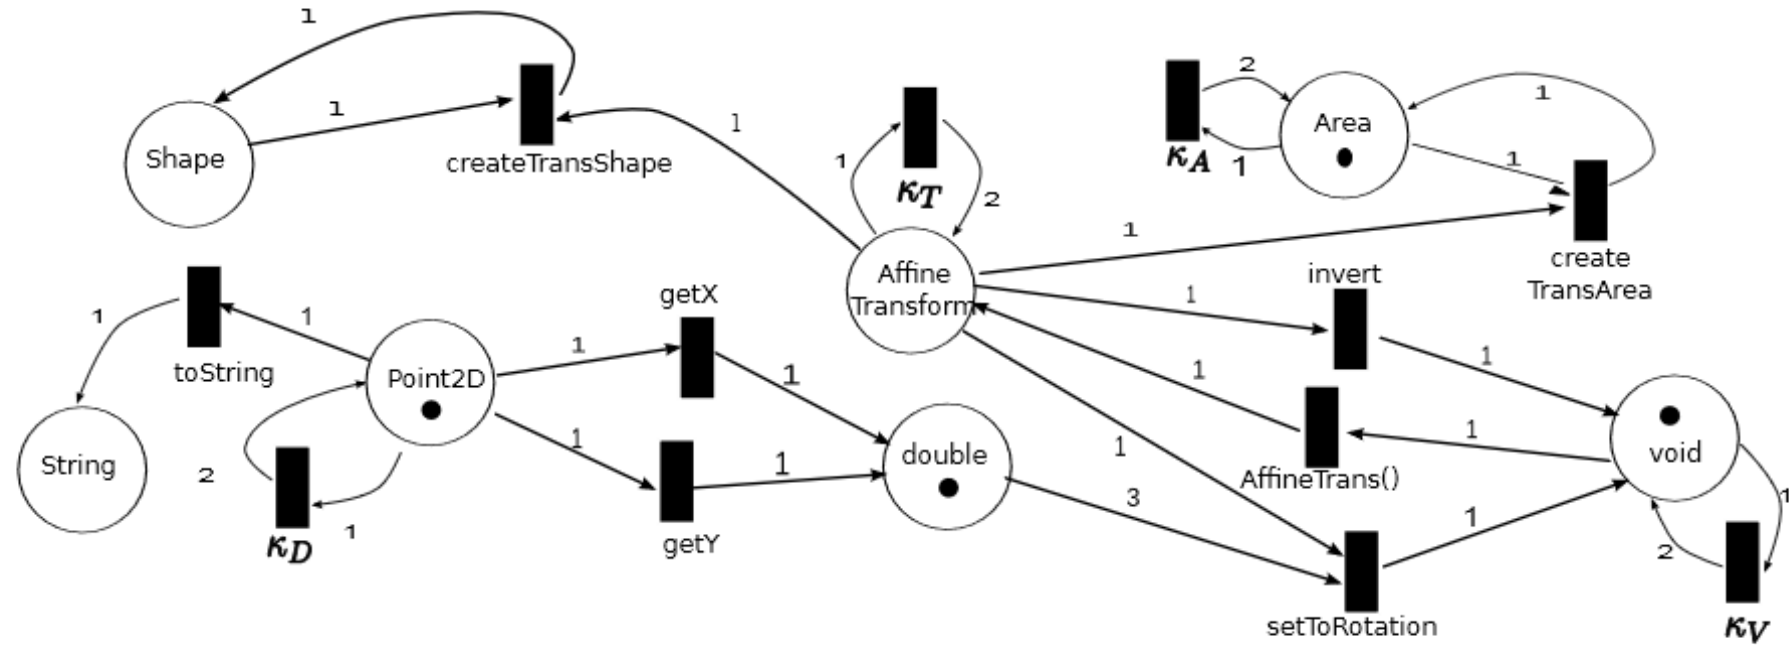 1
1
Shape
createTransShape
1
1
κT
2
Affine
Transform
2
κA
1
Area
1
1
1
create
TransArea
invert
1
1
toString
1
1
Point2D
String
2
κD
1
getX
1
1
getY
1
1
double
3
1
1
AffineTrans()
1
void
1
2
κV
1
setToRotation